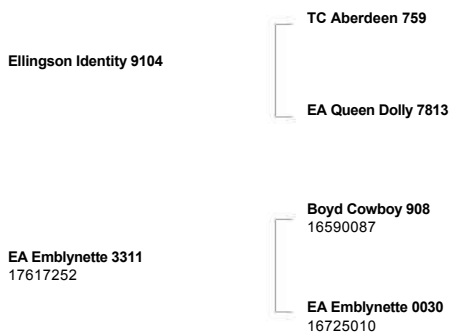 TC Aberdeen 759
Ellingson Identity 9104
EA Queen Dolly 7813
Boyd Cowboy 908
16590087
EA Emblynette 3311
17617252
EA Emblynette 0030
16725010